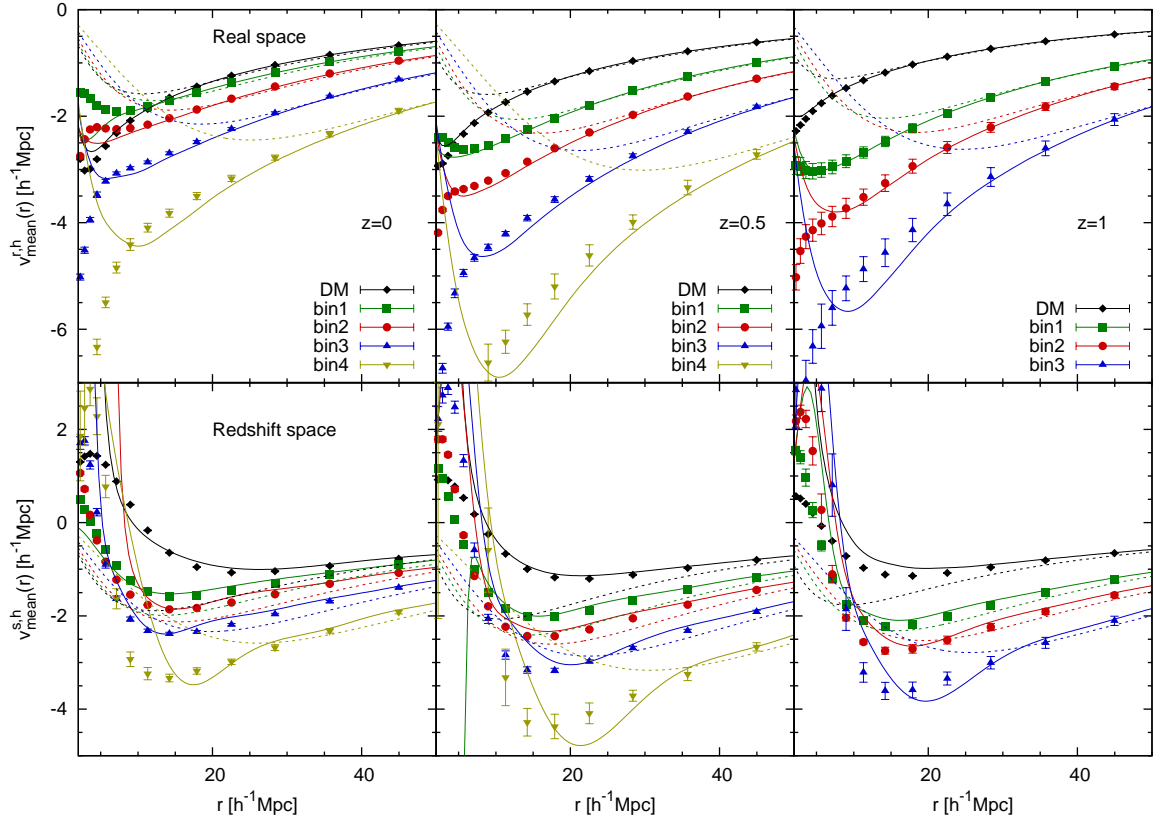 0
-2
-4
-6
v^{r,h}_{mean}(r) [h^{-1}Mpc]
Real space
z=0
DM
bin1
bin2
bin3
bin4
z=0.5
DM
bin1
bin2
bin3
bin4
z=1
DM
bin1
bin2
bin3
2
0
-2
-4
v^{s,h}_{mean}(r) [h^{-1}Mpc]
Redshift space
20 40 20 40 20 40
r [h^{-1}Mpc] r [h^{-1}Mpc] r [h^{-1}Mpc]